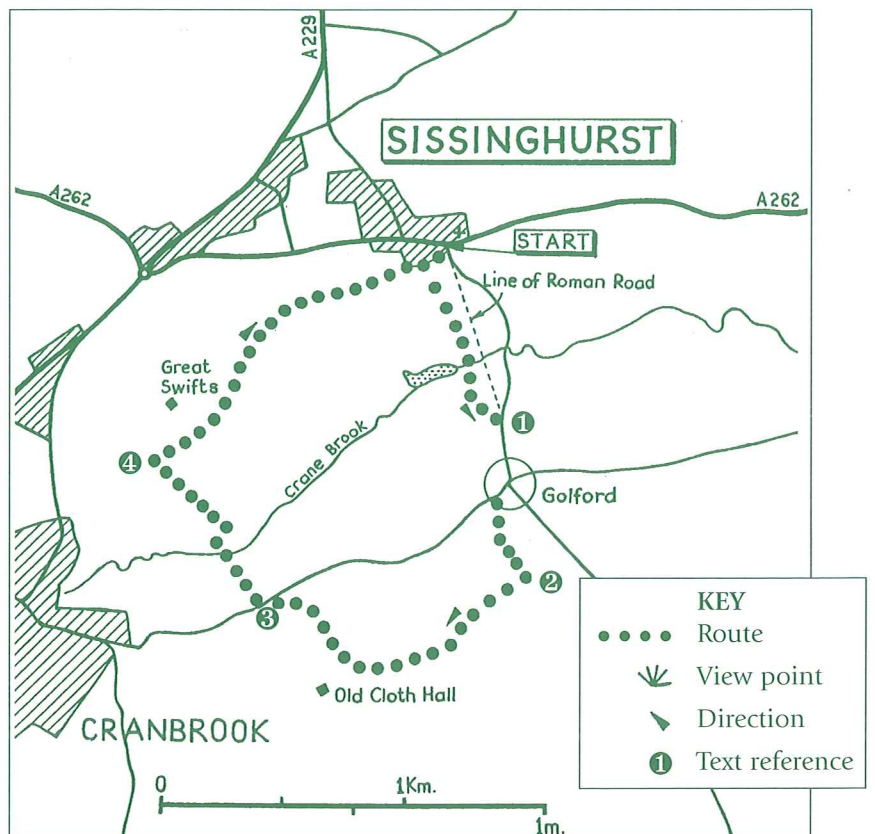 A229
SISSINGHURST
A262
A262
START
Line of Roman Road
Great
Swifts
1
4
Crane Brook
Golford
2
3
Old Cloth Hall
CRANBROOK
KEY
Route
View point
Direction
1 Text reference
0
1Km.
1m.